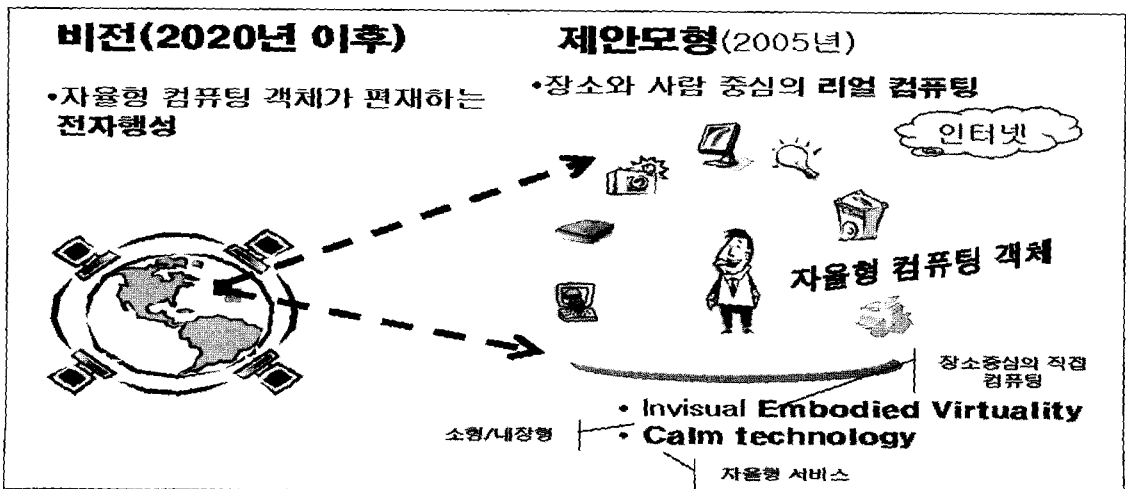 비전(2020년 이후)
•자율형 컴퓨팅 객체가 편재하는
전자행성
제안모형(2005년)
•장소와 사람 중심의 리얼 컴퓨팅
인터넷
자율형 컴퓨팅 객체
장소중심의 직접
컴퓨팅
• Invisual Embodied Virtuality
소형/내장형
• Calm technology
자율형 서비스